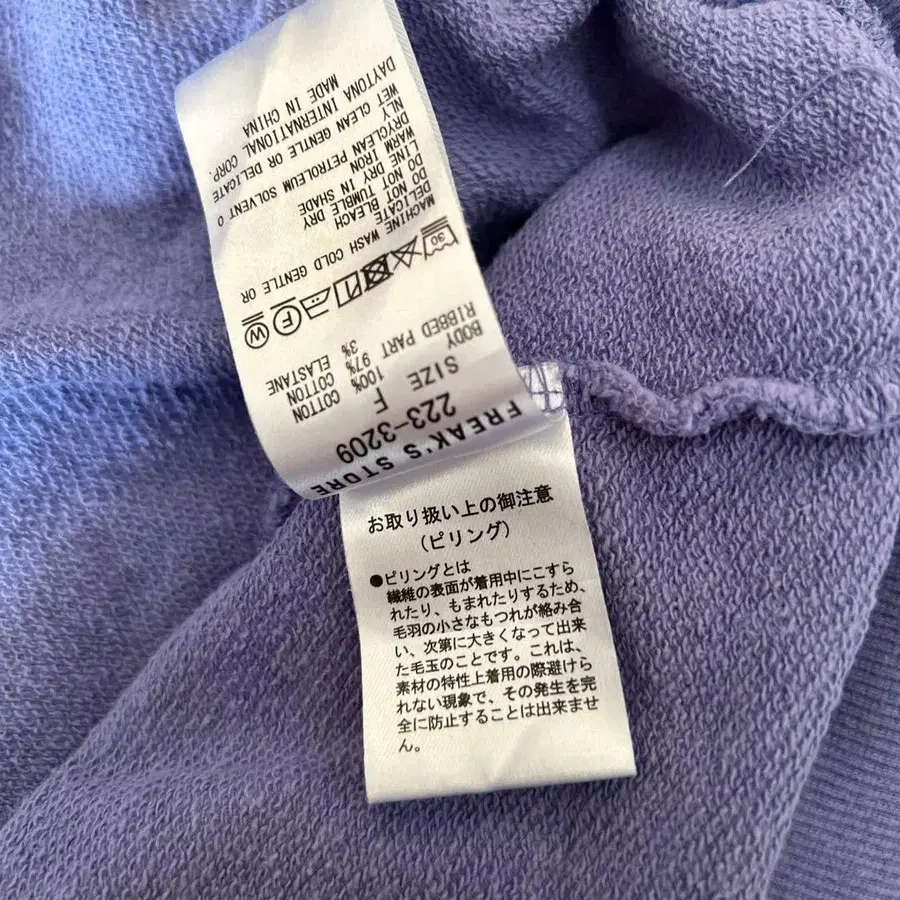 FREAK'S STORE
223-3209
SIZE F
BODY COTTON 100%
RIBBED PART COTTON 97%
ELASTANE 3%
30 F W
MACHINE WASH COLD GENTLE OR
DELICATE
DO NOT BLEACH
DO NOT TUMBLE DRY
LINE DRY IN SHADE
WARM IRON
DRYCLEAN PETROLEUM SOLVENT O
NLY
WET CLEAN GENTLE OR DELICATE
DAYTONA INTERNATIONAL CORP.
MADE IN CHINA
お取り扱い上の御注意
(ピリング)
●ピリングとは
繊維の表面が着用中にこすら
れたり、もまれたりするため、
毛羽の小さなもつれが絡み合
い、次第に大きくなって出来
た毛玉のことです。これは、
素材の特性上着用の際避けら
れない現象で、その発生を完
全に防止することは出来ませ
ん。